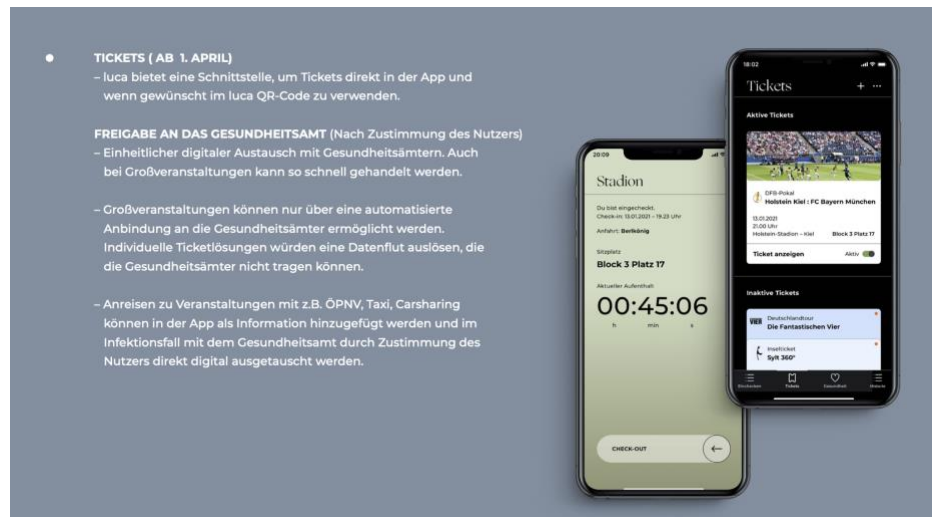 TICKETS ( AB 1. APRIL)
– luca bietet eine Schnittstelle, um Tickets direkt in der App und
wenn gewünscht im luca QR-Code zu verwenden.
FREIGABE AN DAS GESUNDHEITSAMT (Nach Zustimmung des Nutzers)
– Einheitlicher digitaler Austausch mit Gesundheitsämtern. Auch
bei Großveranstaltungen kann so schnell gehandelt werden.
– Großveranstaltungen können nur über eine automatisierte
Anbindung an die Gesundheitsämter ermöglicht werden.
Individuelle Ticketlösungen würden eine Datenflut auslösen, die
die Gesundheitsämter nicht tragen können.
– Anreisen zu Veranstaltungen mit z.B. ÖPNV, Taxi, Carsharing
können in der App als Information hinzugefügt werden und im
Infektionsfall mit dem Gesundheitsamt durch Zustimmung des
Nutzers direkt digital ausgetauscht werden.
20:09
Stadion
Du bist eingecheckt.
Check-in: 13.01.2021 – 19.23 Uhr
Anfahrt: Berlkönig
Sitzplatz
Block 3 Platz 17
Aktueller Aufenthalt
00:45:06
h min s
CHECK-OUT
18:02
Tickets
Aktive Tickets
DFB-Pokal
Holstein Kiel : FC Bayern München
13.01.2021
21.00 Uhr
Holstein-Stadion – Kiel Block 3 Platz 17
Ticket anzeigen Aktiv
Inaktive Tickets
VIER
Deutschlandtour
Die Fantastischen Vier
Inselticket
Sylt 360°
Tickets Gesundheit Historie